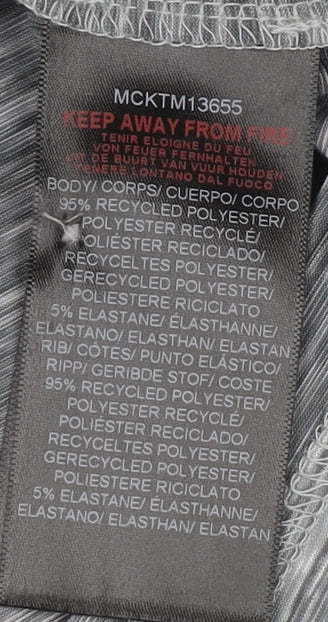 MCKTM13655
KEEP AWAY FROM FIRE
TENIR ELOIGNE DU FEU
VON FEUER FERNHALTEN
UIT DE BUURT VAN VUUR HOUDEN
TENERE LONTANO DAL FUOCO
BODY/ CORPS/ CUERPO/ CORPO
95% RECYCLED POLYESTER/
POLYESTER RECYCLÉ/
POLIÉSTER RECICLADO/
RECYCELTES POLYESTER/
GERECYCLED POLYESTER/
POLIESTERE RICICLATO
5% ELASTANE/ ÉLASTHANNE/
ELASTANO/ ELASTHAN/ ELASTAN
RIB/ CÔTES/ PUNTO ELÁSTICO/
RIPP/ GERIBDE STOF/ COSTE
95% RECYCLED POLYESTER/
POLYESTER RECYCLÉ/
POLIÉSTER RECICLADO/
RECYCELTES POLYESTER/
GERECYCLED POLYESTER/
POLIESTERE RICICLATO
5% ELASTANE/ ÉLASTHANNE/
ELASTANO/ ELASTHAN/ ELASTAN